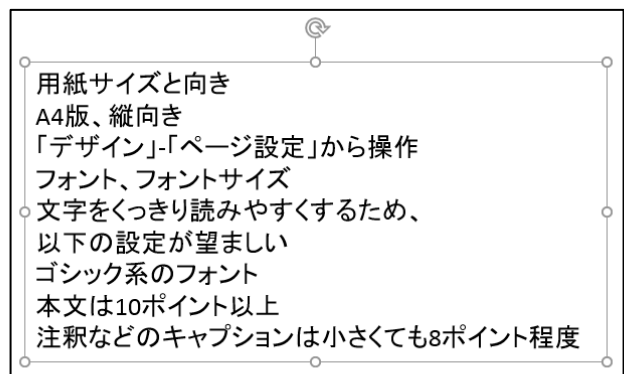 用紙サイズと向き
A4版、縦向き
「デザイン」-「ページ設定」から操作
フォント、フォントサイズ
文字をくっきり読みやすくするため、
以下の設定が望ましい
ゴシック系のフォント
本文は10ポイント以上
注釈などのキャプションは小さくても8ポイント程度